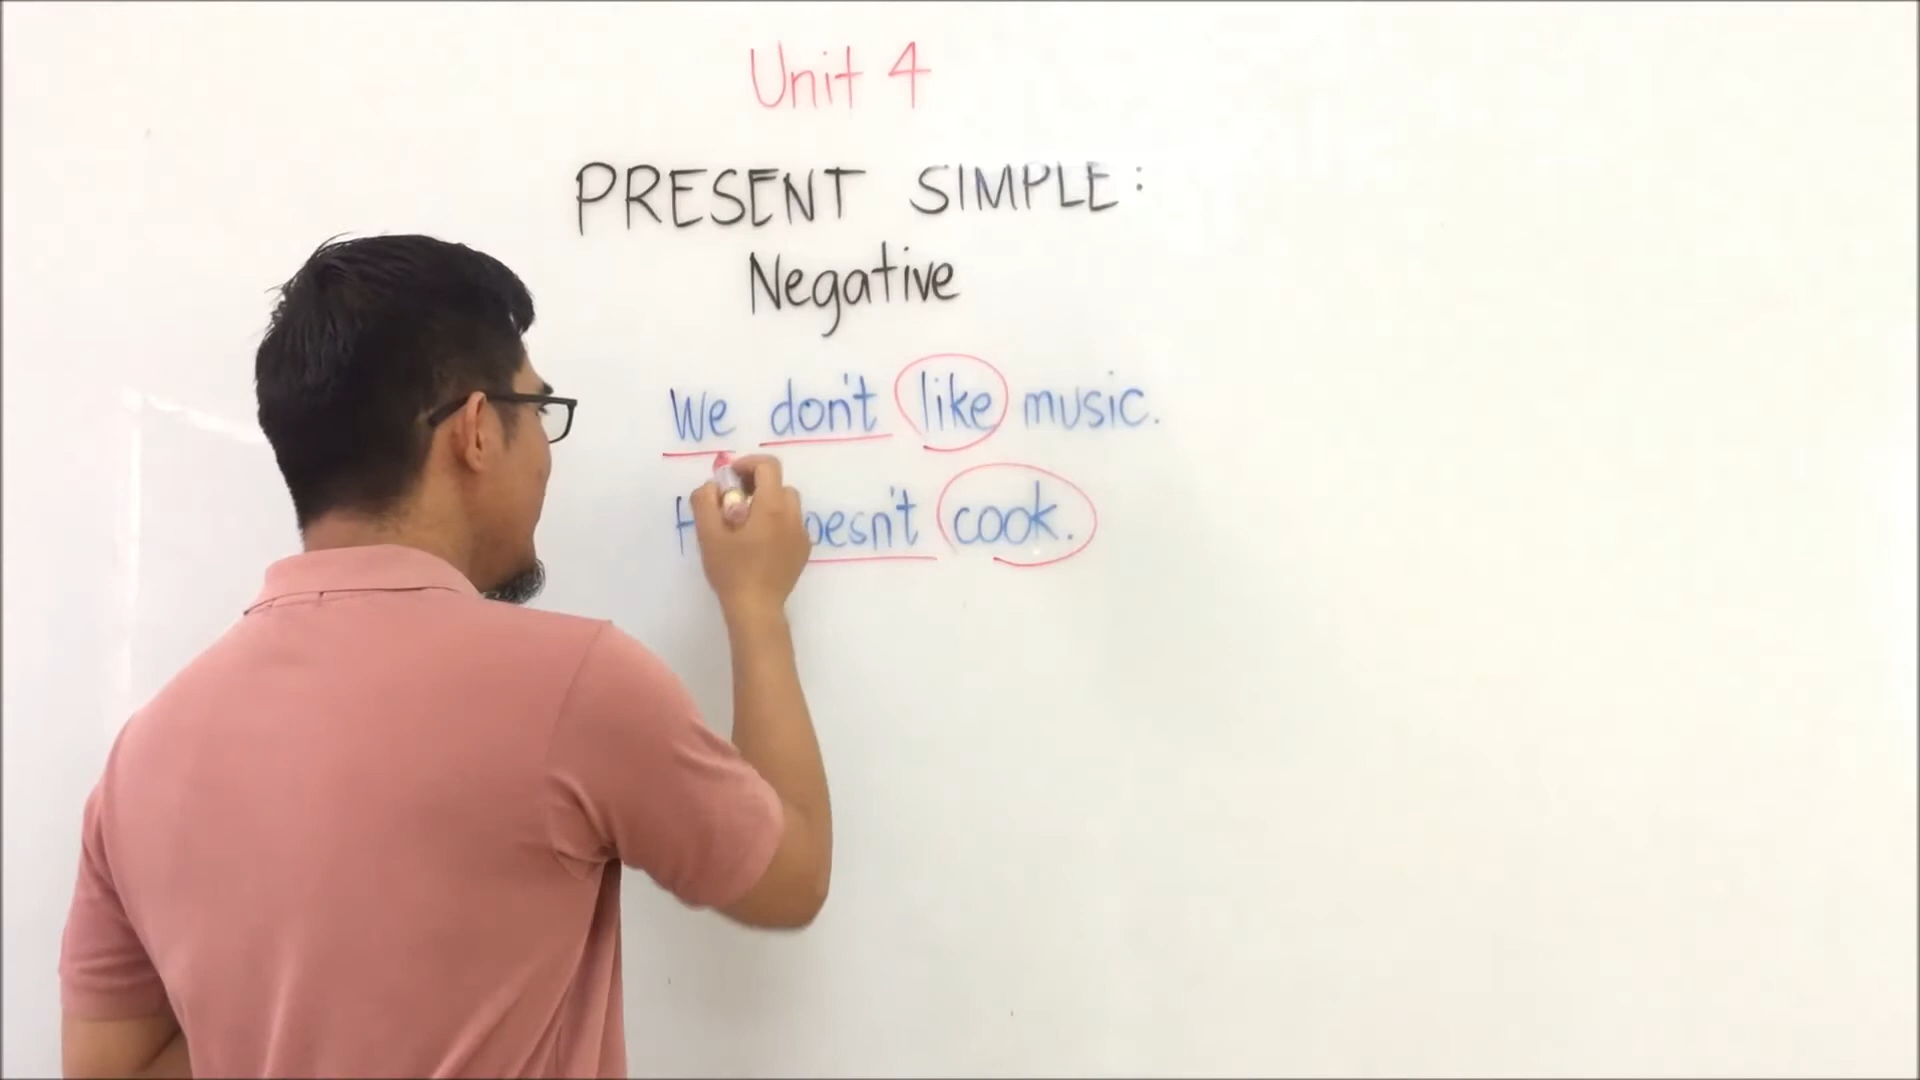 Unit 4
PRESENT SIMPLE:
Negative
We don't like music.
cook.